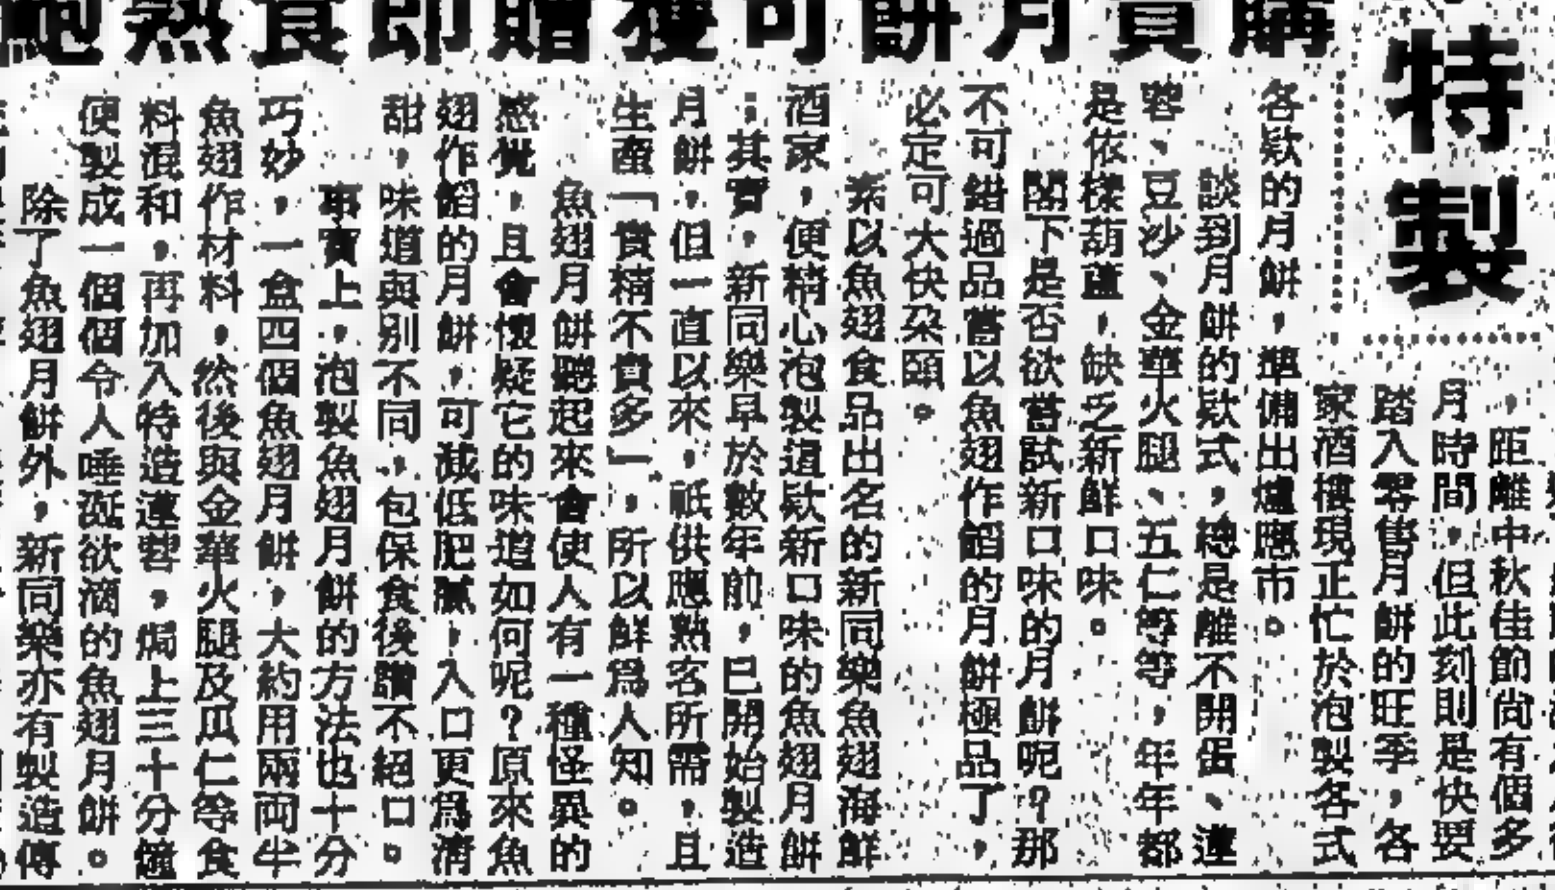 購買月餅可獲贈即食熱鮑
特製
距離中秋佳節尚有個多
月時間，但此刻則是快要
踏入零售月餅的旺季，各
家酒樓現正忙於泡製各式
各欵的月餅，準備出爐應市。
談到月餅的欵式，總是離不開蛋、蓮
蓉、豆沙、金華火腿、五仁等等，年年都
是依樣葫蘆，缺乏新鮮口味。
閣下是否欲嘗試新口味的月餅呢？那
不可錯過品嘗以魚翅作餡的月餅極品了，
必定可大快朶頤。
素以魚翅食品出名的新同樂魚翅海鮮
酒家，便精心泡製這欵新口味的魚翅月餅
；其實，新同樂早於數年前，已開始製造
月餅，但一直以來，祇供應熟客所需，且
生產「貴精不貴多」，所以鮮爲人知。
魚翅月餅聽起來會使人有一種怪異的
感覺，且會懷疑它的味道如何呢？原來魚
翅作餡的月餅，可減低肥膩，入口更爲清
甜，味道與別不同，包保食後讚不絕口。
事實上，泡製魚翅月餅的方法也十分
巧妙，一盒四個魚翅月餅，大約用兩両半
魚翅作材料，然後與金華火腿及瓜仁等食
料混和，再加入特造蓮蓉，焗上三十分鐘
便製成一個個令人唾涎欲滴的魚翅月餅。
除了魚翅月餅外，新同樂亦有製造傳